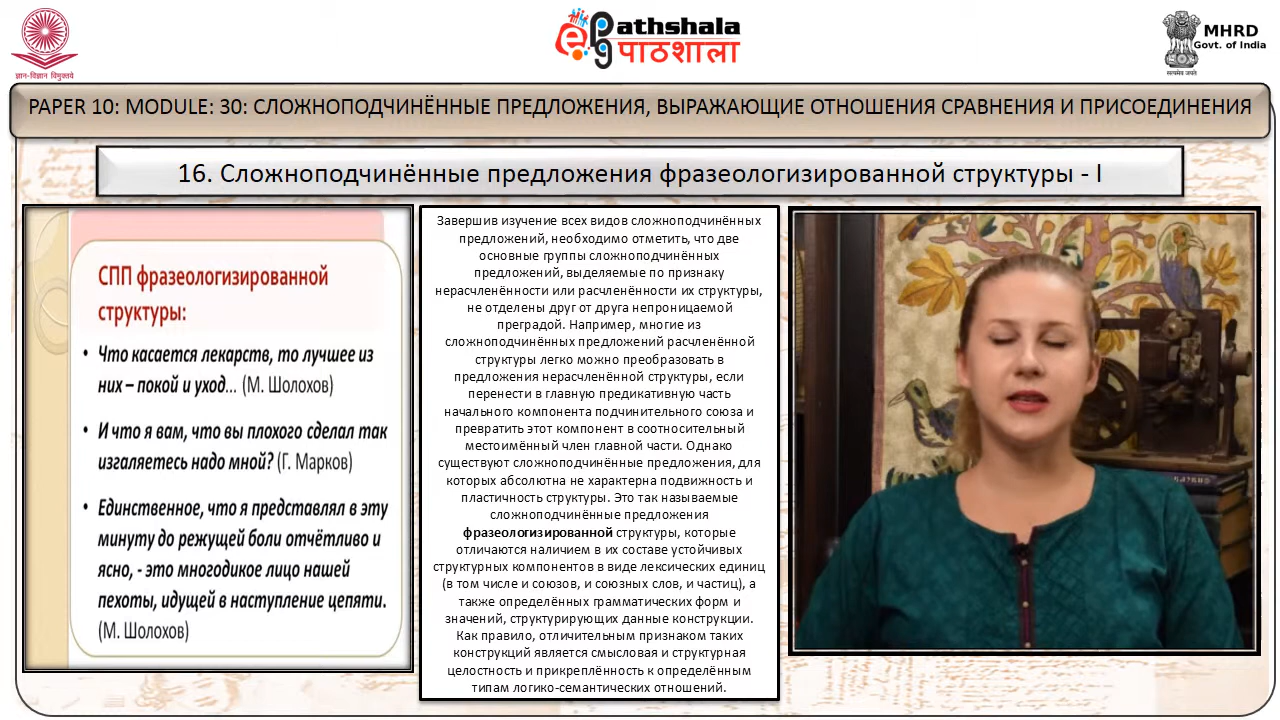 ज्ञान-विज्ञान विमुक्तये
ePg Pathshala
पाठशाला
MHRD
Govt. of India
सत्यमेव जयते
PAPER 10: MODULE: 30: СЛОЖНОПОДЧИНЁННЫЕ ПРЕДЛОЖЕНИЯ, ВЫРАЖАЮЩИЕ ОТНОШЕНИЯ СРАВНЕНИЯ И ПРИСОЕДИНЕНИЯ
16. Сложноподчинённые предложения фразеологизированной структуры - I
СПП фразеологизированной
структуры:
• Что касается лекарств, то лучшее из
них – покой и уход... (М. Шолохов)
• И что я вам, что вы плохого сделал так
изгаляетесь надо мной? (Г. Марков)
• Единственное, что я представлял в эту
минуту до режущей боли отчётливо и
ясно, - это многодикое лицо нашей
пехоты, идущей в наступление цепяти.
(М. Шолохов)
Завершив изучение всех видов сложноподчинённых
предложений, необходимо отметить, что две
основные группы сложноподчинённых
предложений, выделяемые по признаку
нерасчленённости или расчленённости их структуры,
не отделены друг от друга непроницаемой
преградой. Например, многие из
сложноподчинённых предложений расчленённой
структуры легко можно преобразовать в
предложения нерасчленённой структуры, если
перенести в главную предикативную часть
начального компонента подчинительного союза и
превратить этот компонент в соотносительный
местоимённый член главной части. Однако
существуют сложноподчинённые предложения, для
которых абсолютна не характерна подвижность и
пластичность структуры. Это так называемые
сложноподчинённые предложения
фразеологизированной структуры, которые
отличаются наличием в их составе устойчивых
структурных компонентов в виде лексических единиц
(в том числе и союзов, и союзных слов, и частиц), а
также определённых грамматических форм и
значений, структурирующих данные конструкции.
Как правило, отличительным признаком таких
конструкций является смысловая и структурная
целостность и прикреплённость к определённым
типам логико-семантических отношений.